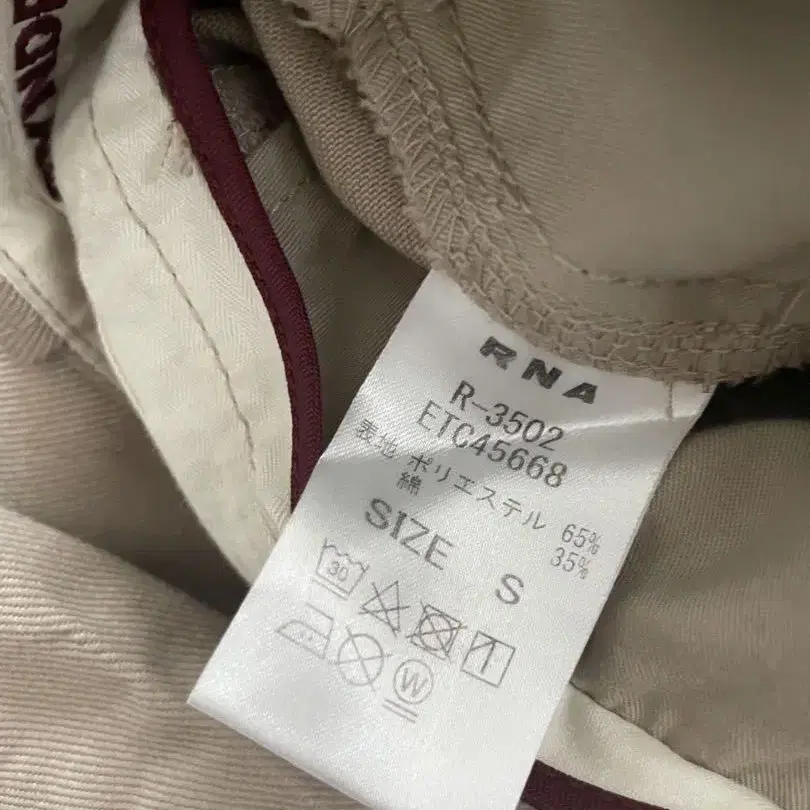 RNA
R-3502
ETC45668
表地 ポリエステル 65%
綿 35%
SIZE S
30
W